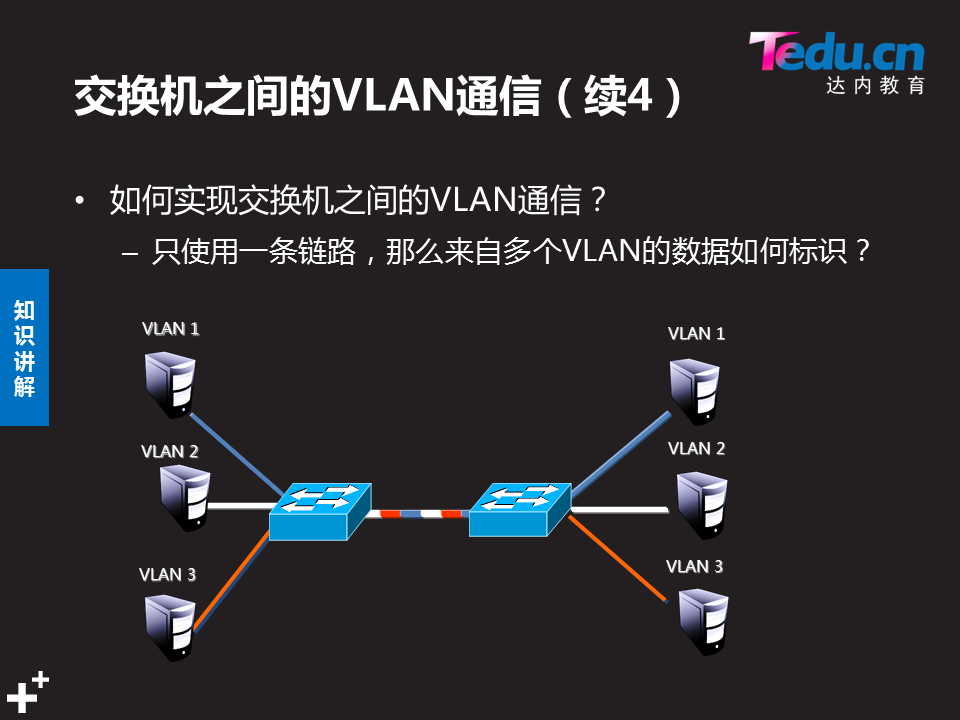 Tedu.cn
达内教育
交换机之间的VLAN通信（续4）
• 如何实现交换机之间的VLAN通信？
– 只使用一条链路，那么来自多个VLAN的数据如何标识？
知
识
讲
解
VLAN 1
VLAN 1
VLAN 2
VLAN 2
VLAN 3
VLAN 3